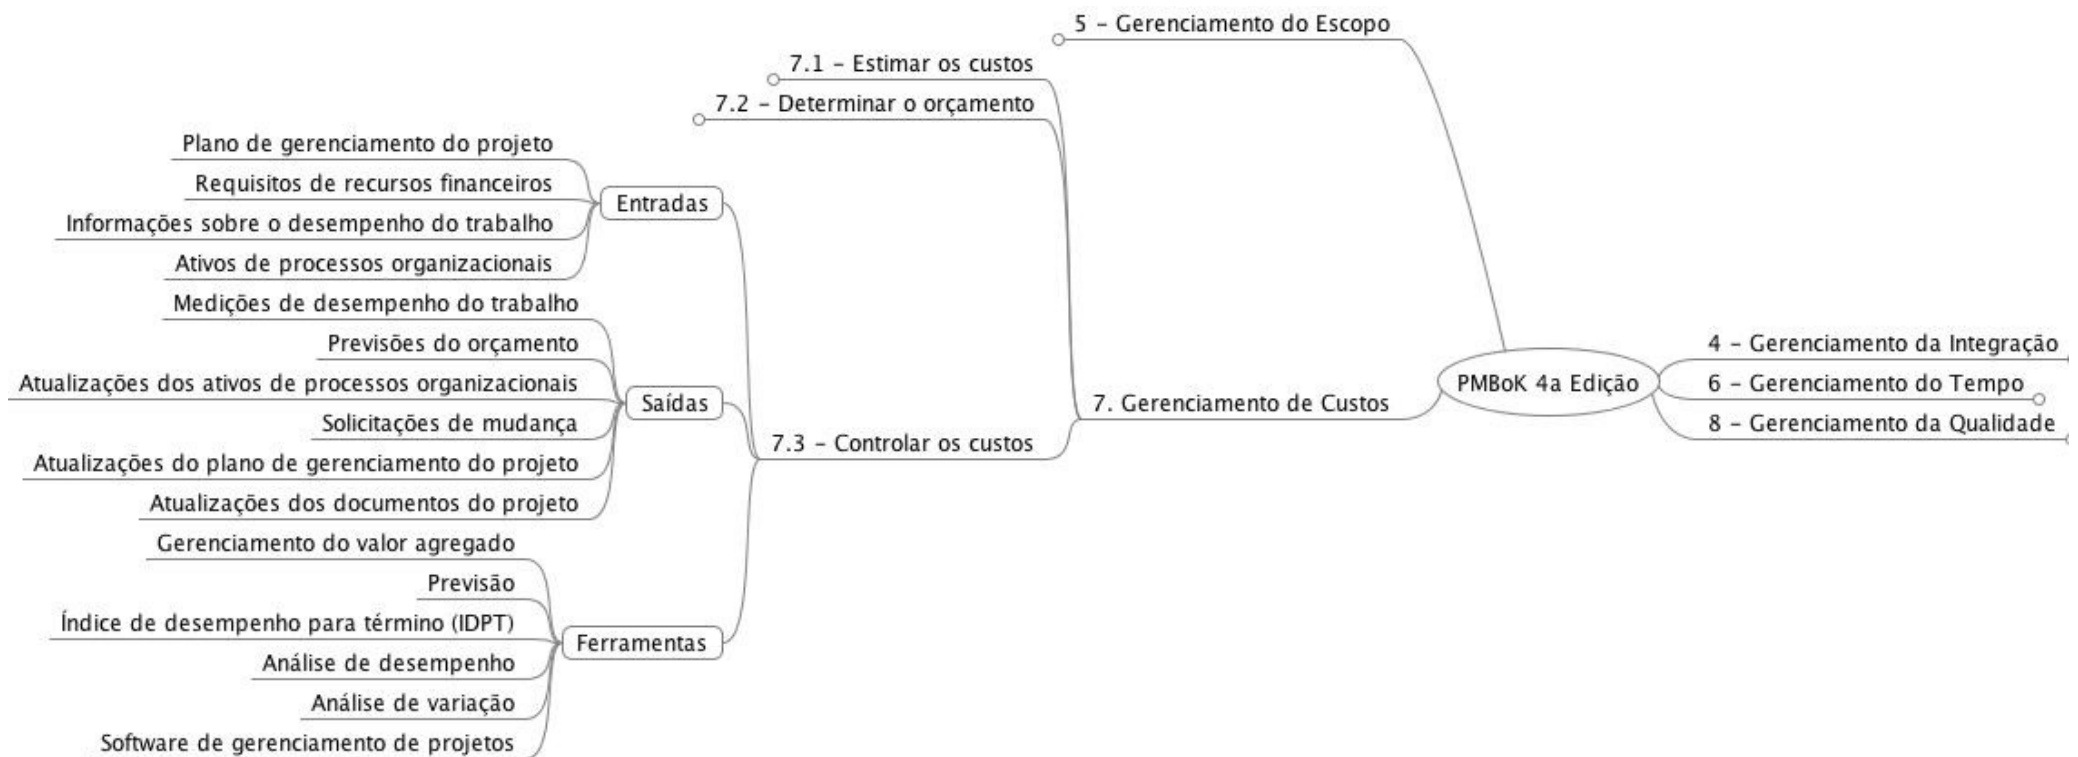 5 – Gerenciamento do Escopo
7.1 – Estimar os custos
7.2 – Determinar o orçamento
Plano de gerenciamento do projeto
Requisitos de recursos financeiros
Informações sobre o desempenho do trabalho
Ativos de processos organizacionais
Entradas
Medições de desempenho do trabalho
Previsões do orçamento
Atualizações dos ativos de processos organizacionais
Solicitações de mudança
Atualizações do plano de gerenciamento do projeto
Atualizações dos documentos do projeto
Saídas
Gerenciamento do valor agregado
Previsão
Índice de desempenho para término (IDPT)
Análise de desempenho
Análise de variação
Software de gerenciamento de projetos
Ferramentas
7.3 – Controlar os custos
7. Gerenciamento de Custos
PMBoK 4a Edição
4 – Gerenciamento da Integração
6 – Gerenciamento do Tempo
8 – Gerenciamento da Qualidade